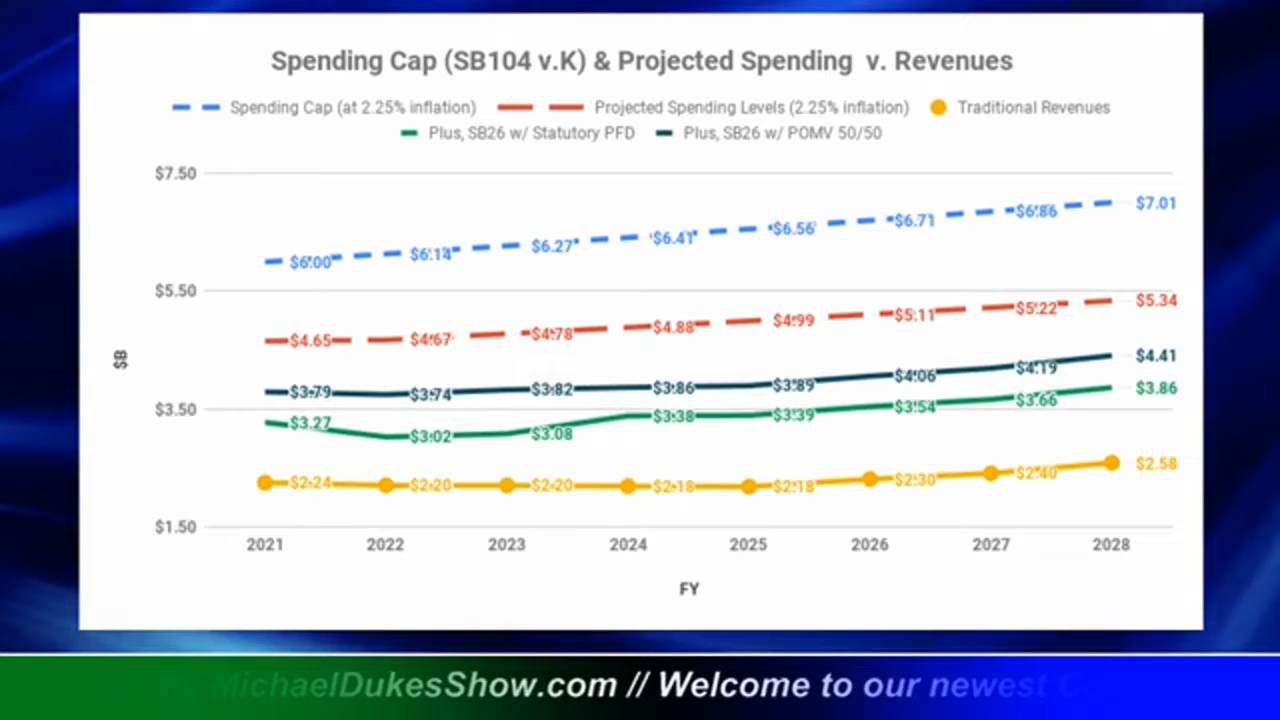 Spending Cap (SB104 v.K) & Projected Spending v. Revenues
Spending Cap (at 2.25% inflation) Projected Spending Levels (2.25% inflation) Traditional Revenues
Plus, SB26 w/ Statutory PFD Plus, SB26 w/ POMV 50/50
$7.50
$6.00 $6.14 $6.27 $6.41 $6.56 $6.71 $6.86 $7.01
$5.50
$4.65 $4.67 $4.78 $4.88 $4.99 $5.11 $5.22 $5.34
$B
$3.79 $3.74 $3.82 $3.86 $3.89 $4.06 $4.19 $4.41
$3.50
$3.27 $3.02 $3.08 $3.38 $3.39 $3.54 $3.66 $3.86
$2.24 $2.20 $2.20 $2.18 $2.18 $2.30 $2.40 $2.58
$1.50
2021 2022 2023 2024 2025 2026 2027 2028
FY
MichaelDukesShow.com // Welcome to our newest